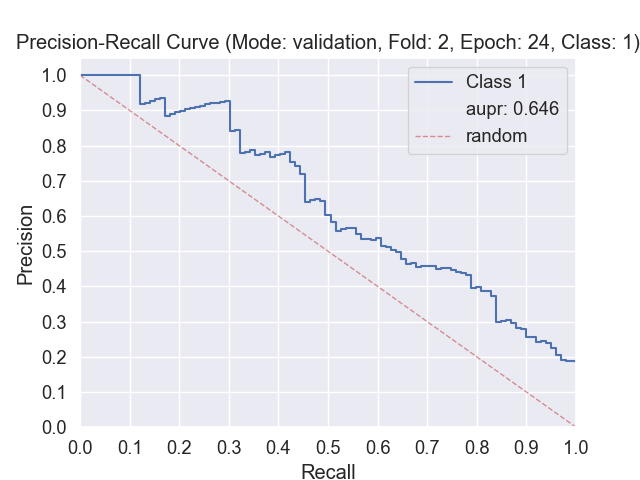 Precision-Recall Curve (Mode: validation, Fold: 2, Epoch: 24, Class: 1)
Class 1
aupr: 0.646
random
1.0
0.9
0.8
0.7
0.6
0.5
0.4
0.3
0.2
0.1
0.0
Precision
0.0 0.1 0.2 0.3 0.4 0.5 0.6 0.7 0.8 0.9 1.0
Recall